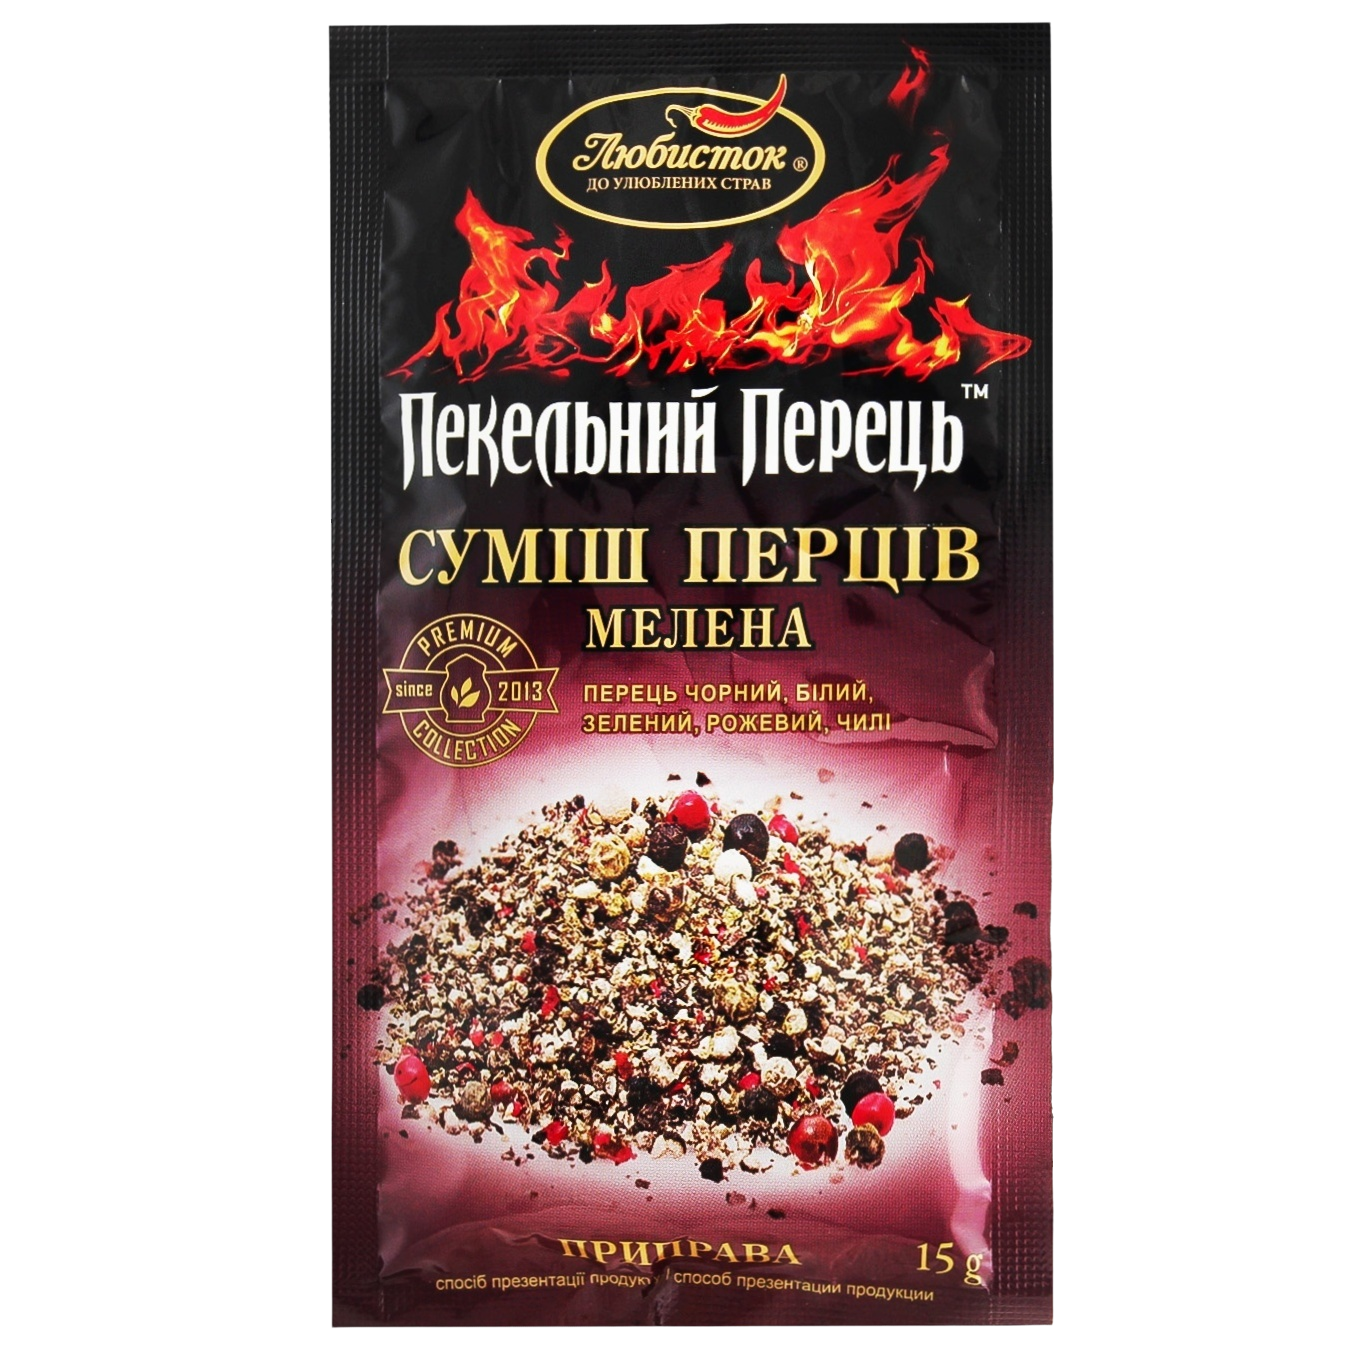 Любисток ®
ДО УЛЮБЛЕНИХ СТРАВ
Пекельний Перець™
СУМІШ ПЕРЦІВ
МЕЛЕНА
PREMIUM
since 2013
COLLECTION
ПЕРЕЦЬ ЧОРНИЙ, БІЛИЙ,
ЗЕЛЕНИЙ, РОЖЕВИЙ, ЧИЛІ
ПРИПРАВА
15 g
спосіб презентації продукту / способ презентации продукции